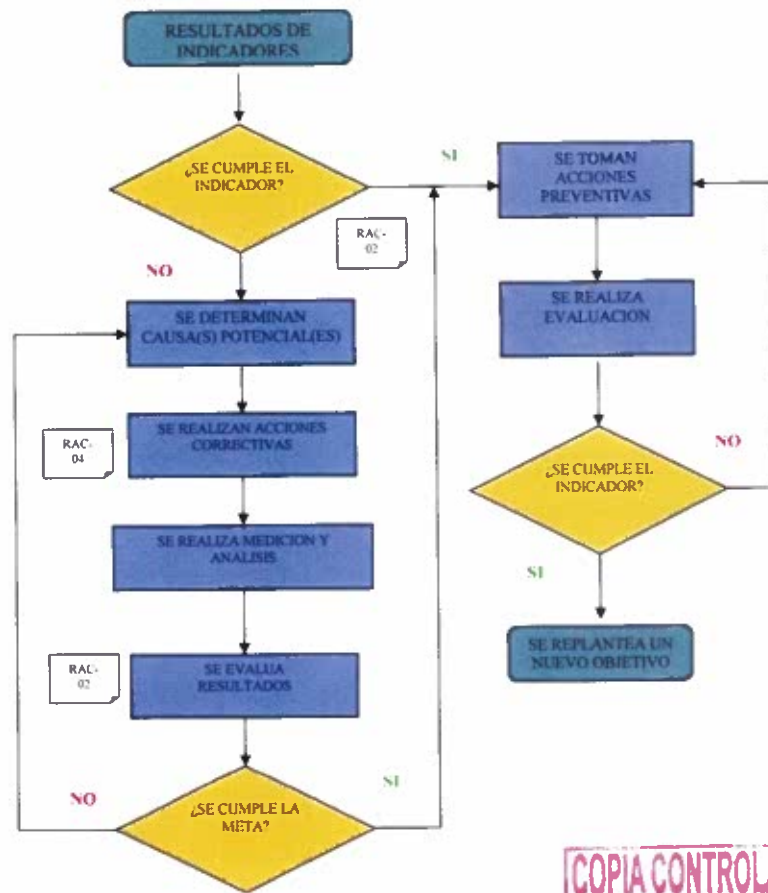 RESULTADOS DE
INDICADORES
¿SE CUMPLE EL
INDICADOR?
SI
RAC-
02
NO
SE DETERMINAN
CAUSA(S) POTENCIAL(ES)
RAC-
04
SE REALIZAN ACCIONES
CORRECTIVAS
SE REALIZA MEDICION Y
ANALISIS
RAC-
02
SE EVALUA
RESULTADOS
NO
¿SE CUMPLE LA
META?
SI
SE TOMAN
ACCIONES
PREVENTIVAS
SE REALIZA
EVALUACION
¿SE CUMPLE EL
INDICADOR?
NO
SI
SE REPLANTEA UN
NUEVO OBJETIVO
COPIA CONTROL